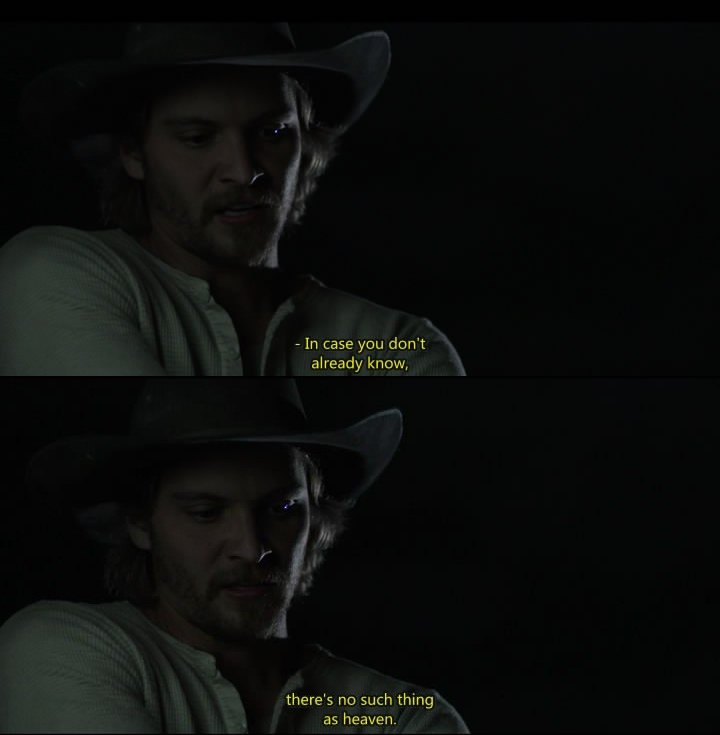 - In case you don't
already know,
there's no such thing
as heaven.